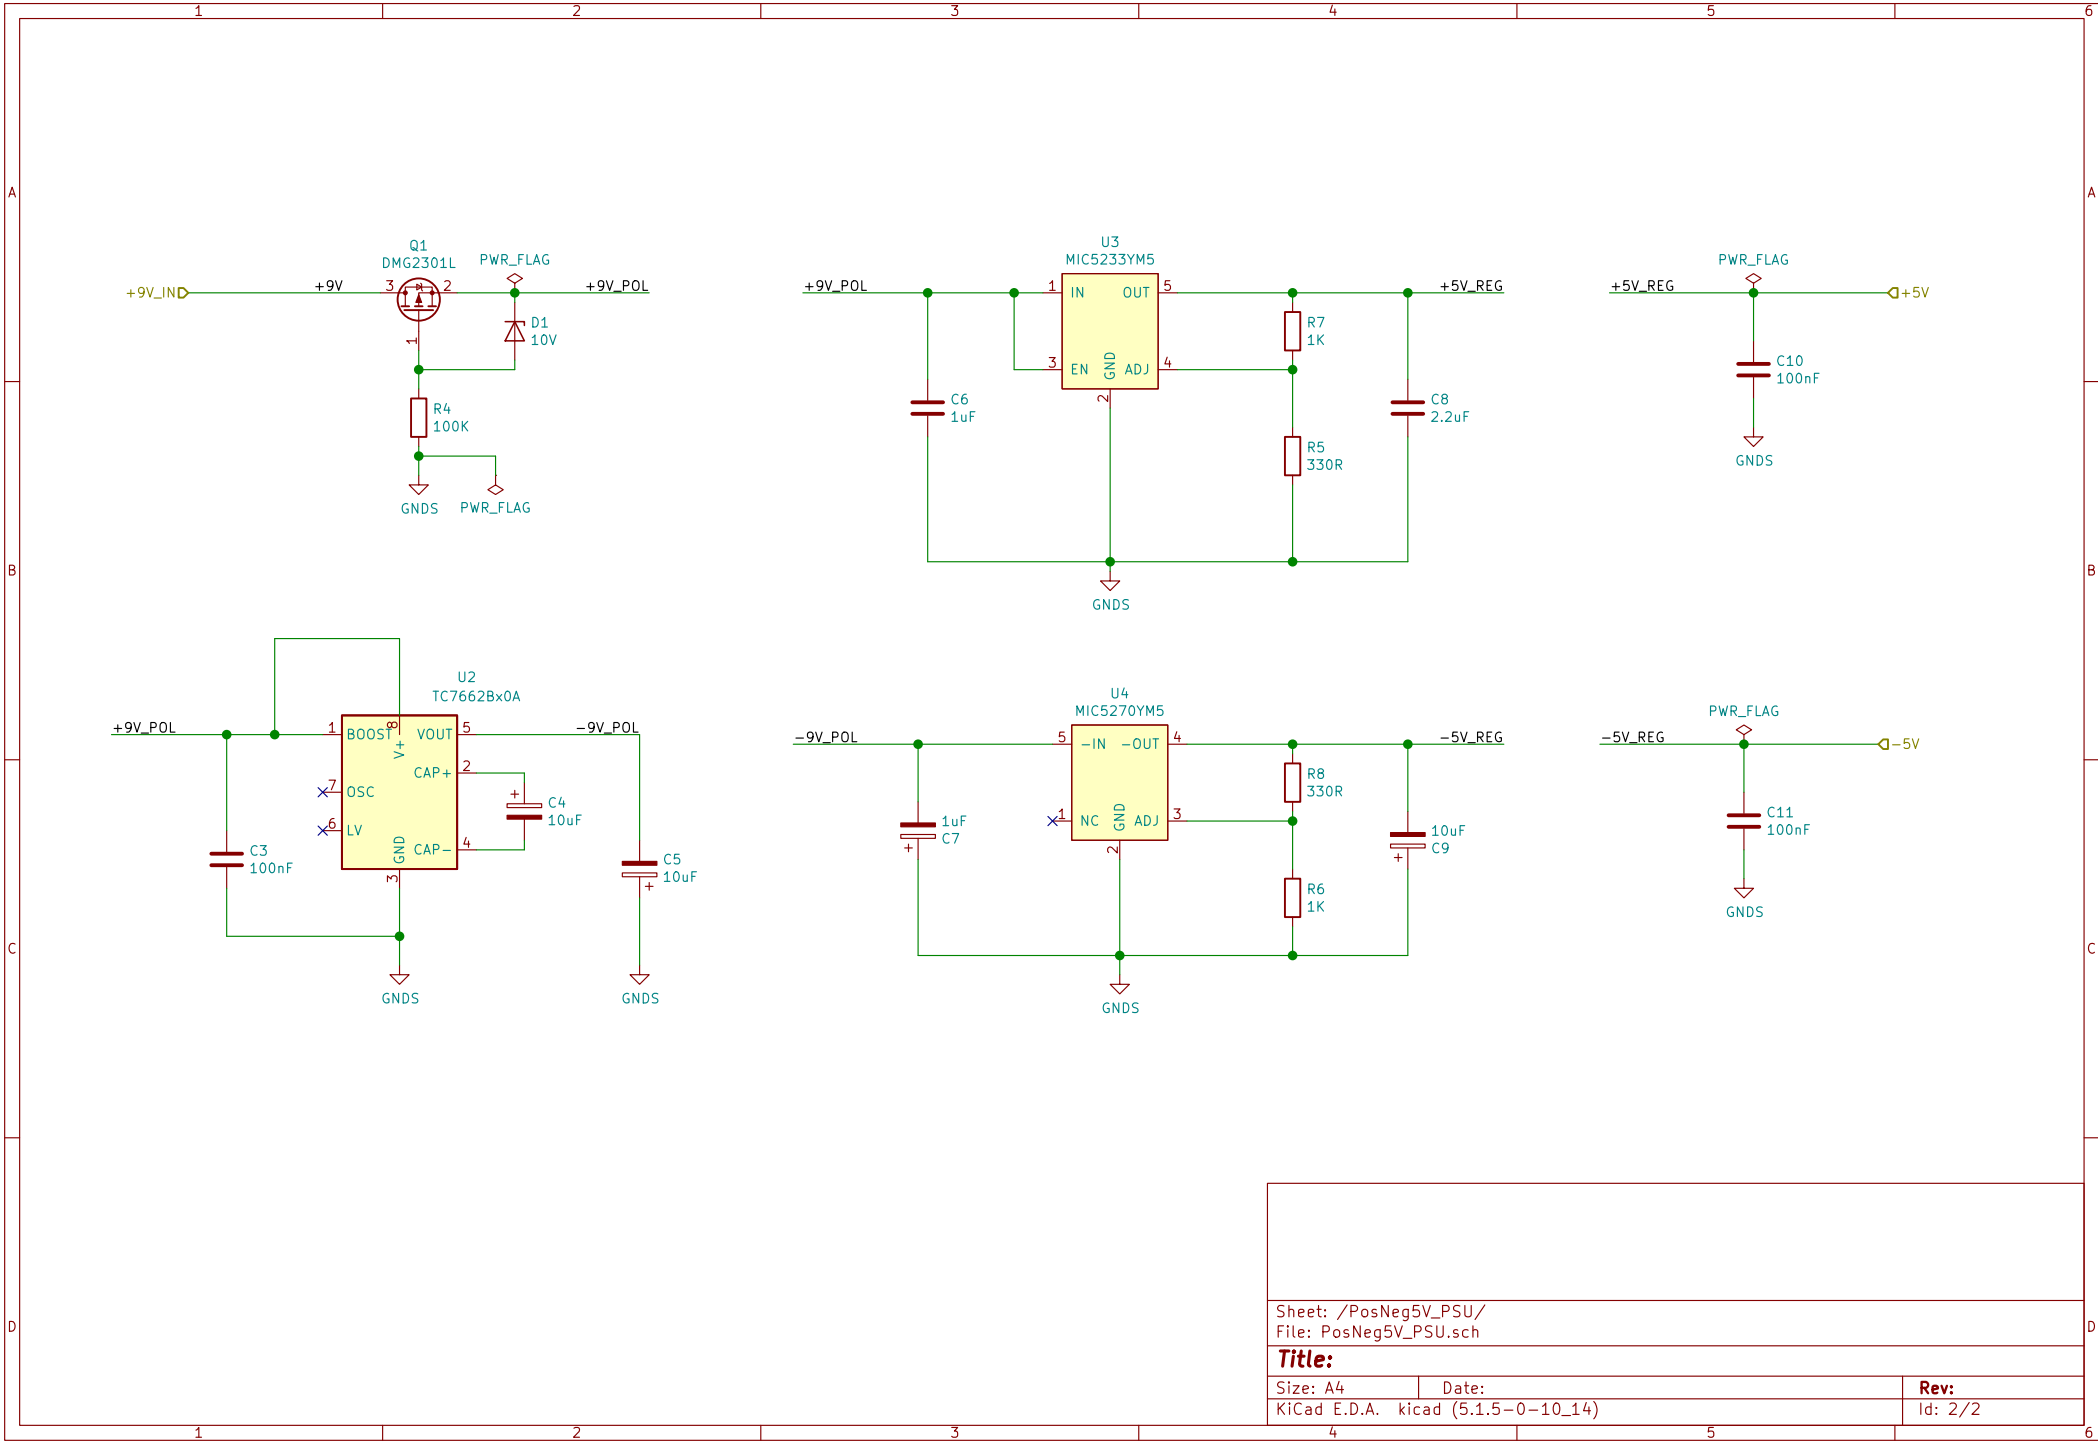 1 2 3 4 5 6
A A
B B
C C
D D
Q1
DMG2301L
PWR_FLAG
+9V_IN
+9V
3
2
+9V_POL
1
D1
10V
R4
100K
GNDS
PWR_FLAG
U3
MIC5233YM5
+9V_POL
1
IN
OUT
5
+5V_REG
3
EN
GND
ADJ
4
2
R7
1K
C6
1uF
C8
2.2uF
R5
330R
GNDS
PWR_FLAG
+5V_REG
+5V
C10
100nF
GNDS
U2
TC7662Bx0A
+9V_POL
1
BOOST
8
V+
VOUT
5
-9V_POL
CAP+
2
7
OSC
6
LV
GND
CAP-
4
3
C4
10uF
C3
100nF
C5
10uF
+
+
GNDS
GNDS
U4
MIC5270YM5
-9V_POL
5
-IN
-OUT
4
-5V_REG
1
NC
GND
ADJ
3
2
R8
330R
1uF
C7
+
10uF
C9
+
R6
1K
GNDS
PWR_FLAG
-5V_REG
-5V
C11
100nF
GNDS
Sheet: /PosNeg5V_PSU/
File: PosNeg5V_PSU.sch
Title:
Size: A4 Date: Rev:
KiCad E.D.A. kicad (5.1.5-0-10_14) Id: 2/2
1 2 3 4 5 6